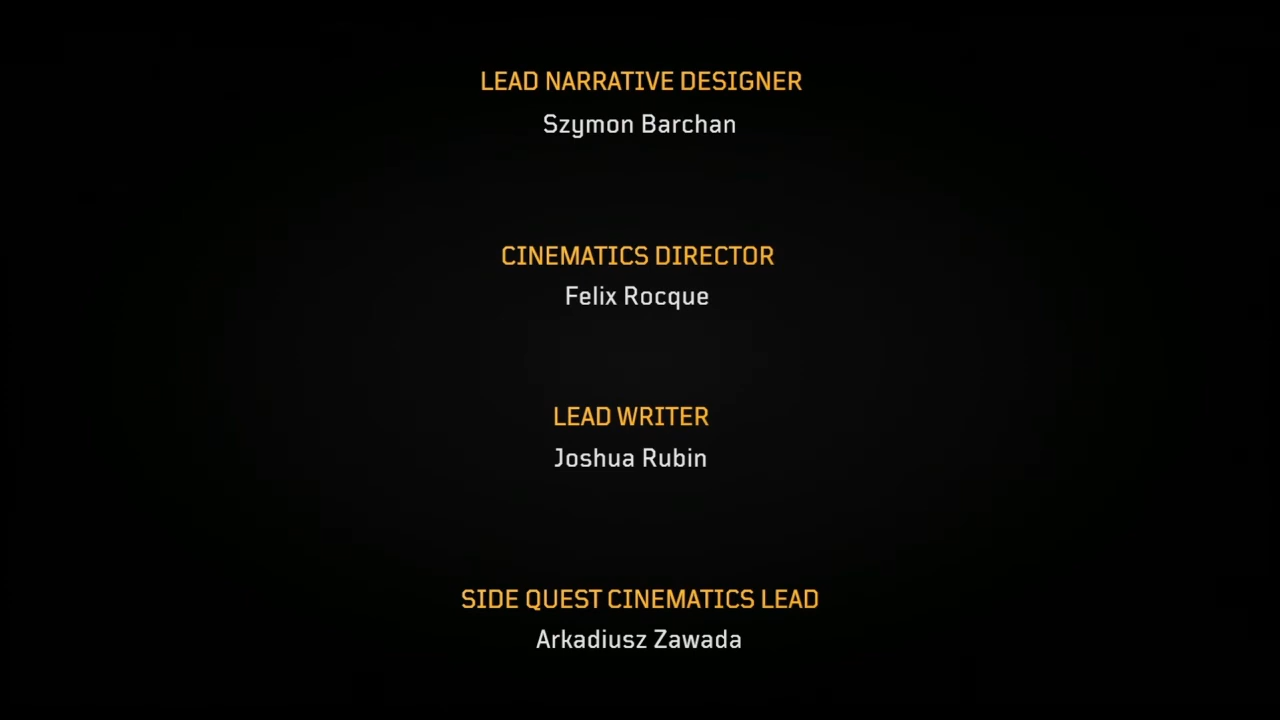 LEAD NARRATIVE DESIGNER
Szymon Barchan
CINEMATICS DIRECTOR
Felix Rocque
LEAD WRITER
Joshua Rubin
SIDE QUEST CINEMATICS LEAD
Arkadiusz Zawada